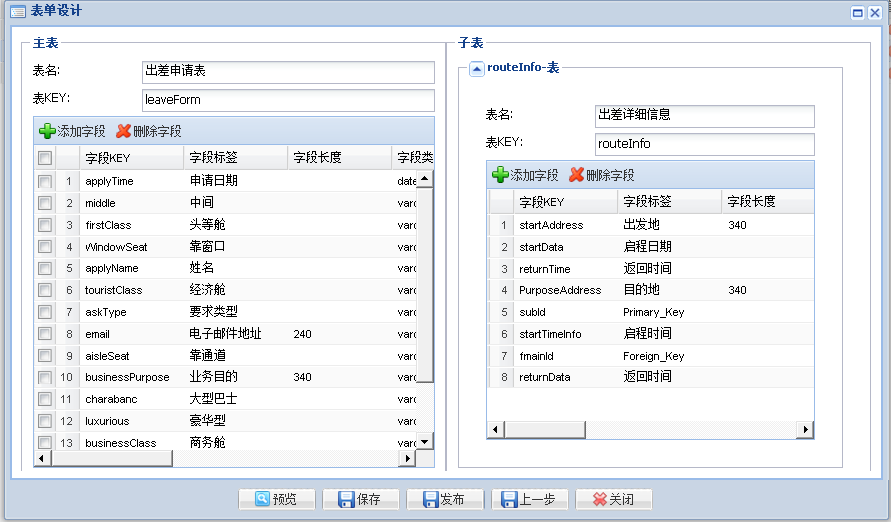 表单设计
主表
表名: 出差申请表
表KEY: leaveForm
添加字段 删除字段
字段KEY 字段标签 字段长度 字段类
1 applyTime 申请日期 date
2 middle 中间 varc
3 firstClass 头等舱 varc
4 WindowSeat 靠窗口 varc
5 applyName 姓名 varc
6 touristClass 经济舱 varc
7 askType 要求类型 varc
8 email 电子邮件地址 240 varc
9 aisleSeat 靠通道 varc
10 businessPurpose 业务目的 340 varc
11 charabanc 大型巴士 varc
12 luxurious 豪华型 varc
13 businessClass 商务舱 varc
子表
routeInfo-表
表名: 出差详细信息
表KEY: routeInfo
添加字段 删除字段
字段KEY 字段标签 字段长度
1 startAddress 出发地 340
2 startData 启程日期
3 returnTime 返回时间
4 PurposeAddress 目的地 340
5 subId Primary_Key
6 startTimeInfo 启程时间
7 fmainId Foreign_Key
8 returnData 返回时间
预览 保存 发布 上一步 关闭